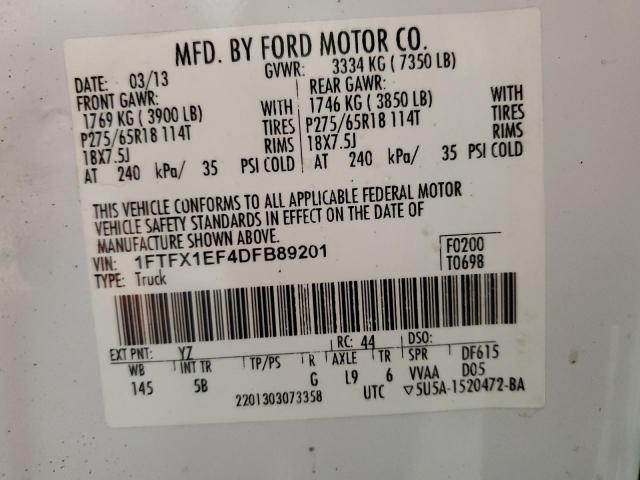 MFD. BY FORD MOTOR CO.
DATE: 03/13 GVWR: 3334 KG ( 7350 LB)
FRONT GAWR: REAR GAWR:
1769 KG ( 3900 LB) WITH 1746 KG ( 3850 LB) WITH
P275/65R18 114T TIRES P275/65R18 114T TIRES
18X7.5J RIMS 18X7.5J RIMS
AT 240 kPa/ 35 PSI COLD AT 240 kPa/ 35 PSI COLD
THIS VEHICLE CONFORMS TO ALL APPLICABLE FEDERAL MOTOR
VEHICLE SAFETY STANDARDS IN EFFECT ON THE DATE OF
MANUFACTURE SHOWN ABOVE.
VIN: 1FTFX1EF4DFB89201 F0200
TYPE: Truck T0698
EXT PNT: YZ RC: 44 DSO:
WB INT TR TP/PS R AXLE TR SPR DF615
145 5B G L9 6 VVAA D05
2201303073358 UTC ▽5U5A-1520472-BA